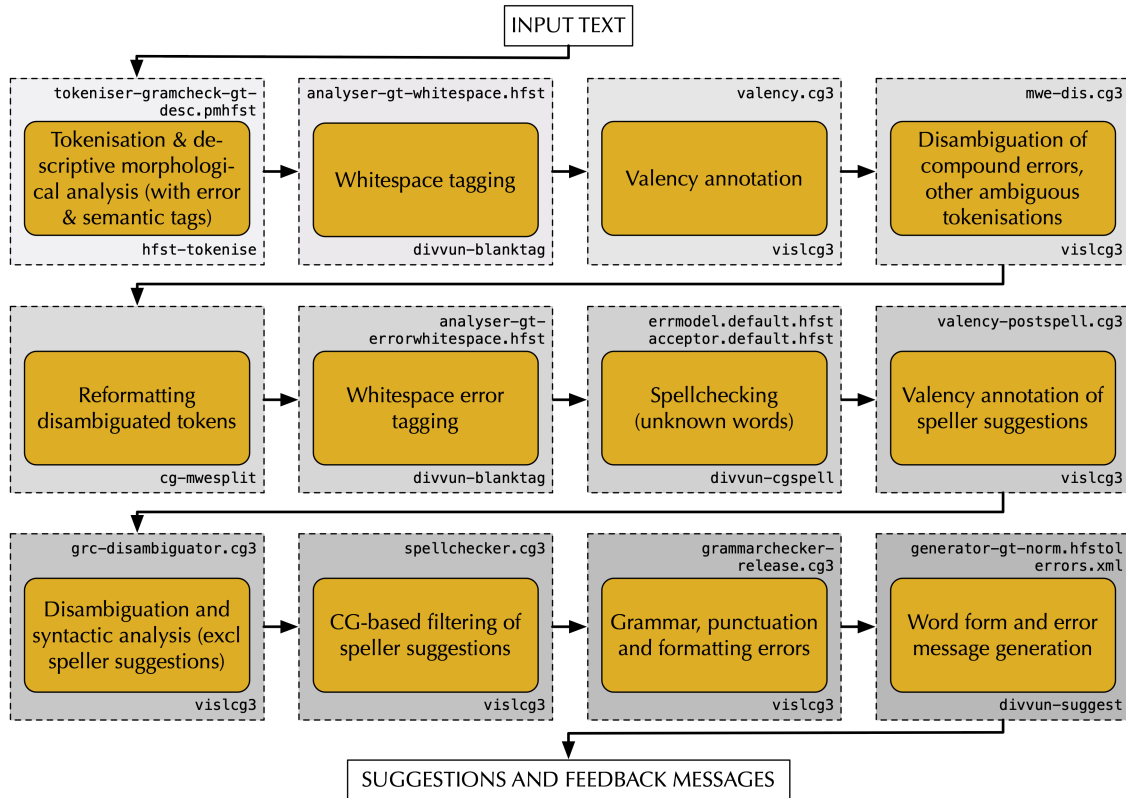 INPUT TEXT
tokeniser-gramcheck-gt-
desc.pmhfst
Tokenisation & de-
scriptive morphologi-
cal analysis (with error
& semantic tags)
hfst-tokenise
analyser-gt-whitespace.hfst
Whitespace tagging
divvun-blanktag
valency.cg3
Valency annotation
vislcg3
mwe-dis.cg3
Disambiguation of
compound errors,
other ambiguous
tokenisations
vislcg3
Reformatting
disambiguated tokens
cg-mwesplit
analyser-gt-
errorwhitespace.hfst
Whitespace error
tagging
divvun-blanktag
errmodel.default.hfst
acceptor.default.hfst
Spellchecking
(unknown words)
divvun-cgspell
valency-postspell.cg3
Valency annotation of
speller suggestions
vislcg3
grc-disambiguator.cg3
Disambiguation and
syntactic analysis (excl
speller suggestions)
vislcg3
spellchecker.cg3
CG-based filtering of
speller suggestions
vislcg3
grammarchecker-
release.cg3
Grammar, punctuation
and formatting errors
vislcg3
generator-gt-norm.hfstol
errors.xml
Word form and error
message generation
divvun-suggest
SUGGESTIONS AND FEEDBACK MESSAGES